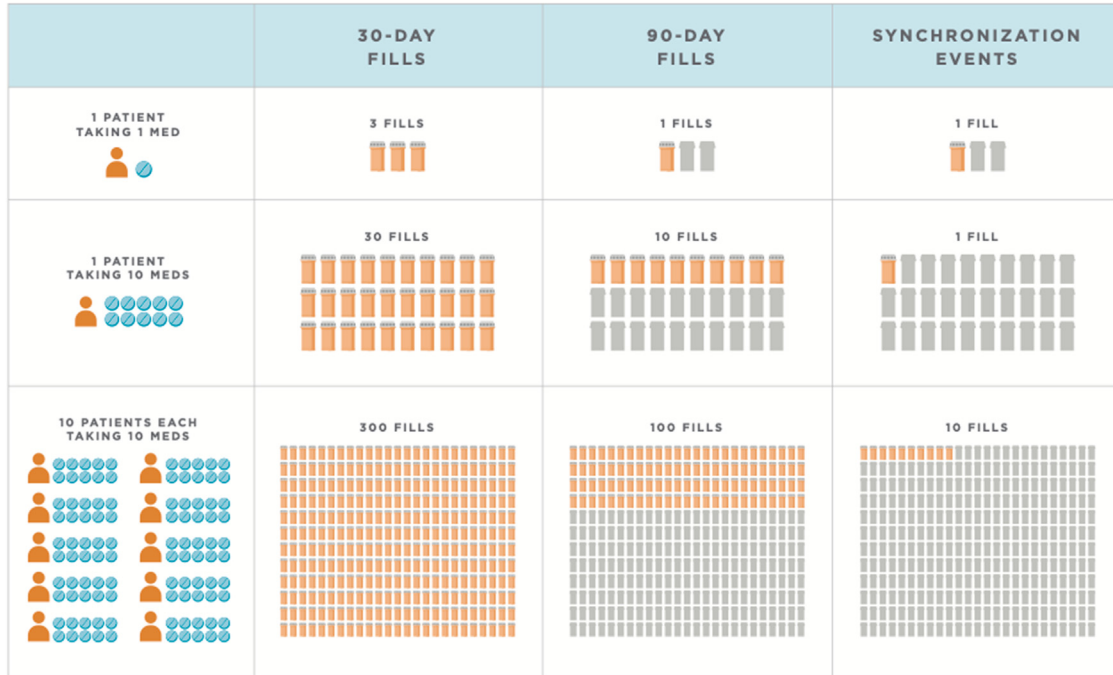 30-DAY
FILLS
90-DAY
FILLS
SYNCHRONIZATION
EVENTS
1 PATIENT
TAKING 1 MED
3 FILLS
1 FILLS
1 FILL
1 PATIENT
TAKING 10 MEDS
30 FILLS
10 FILLS
1 FILL
10 PATIENTS EACH
TAKING 10 MEDS
300 FILLS
100 FILLS
10 FILLS